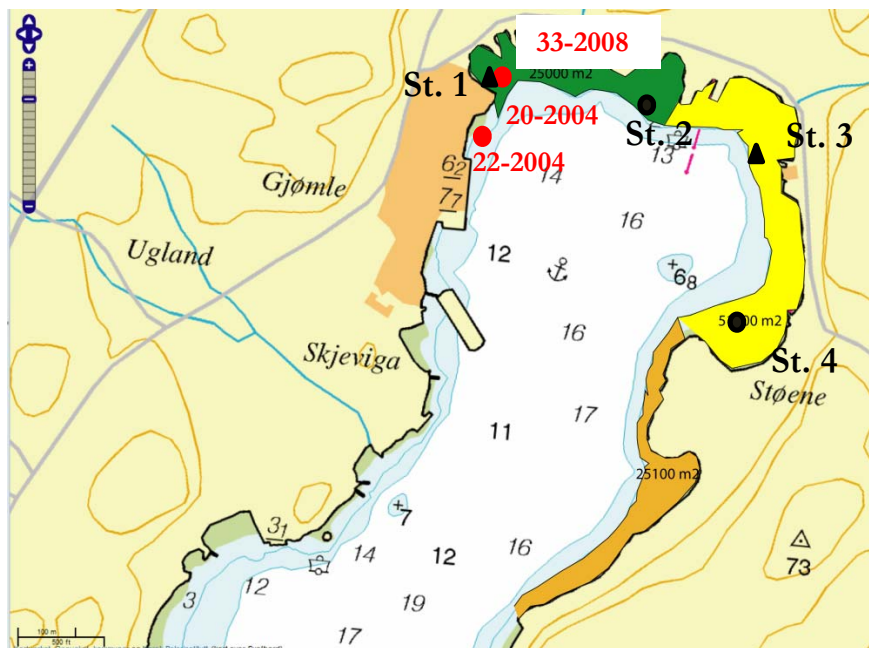 33-2008
25000 m2
St. 1
20-2004
St. 2
St. 3
22-2004
13
14
6₂
7₇
Gjømle
16
12
6₈
Ugland
16
Skjeviga
m2
St. 4
Støene
17
11
25100 m2
7
3₁
14
12
16
73
12
3
19
17
100 m
500 ft